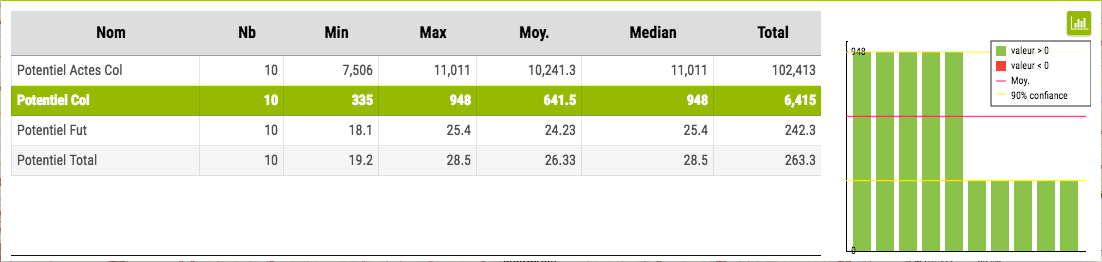 Nom Nb Min Max Moy. Median Total
Potentiel Actes Col 10 7,506 11,011 10,241.3 11,011 102,413
Potentiel Col 10 335 948 641.5 948 6,415
Potentiel Fut 10 18.1 25.4 24.23 25.4 242.3
Potentiel Total 10 19.2 28.5 26.33 28.5 263.3
948
valeur > 0
valeur < 0
Moy.
90% confiance
0